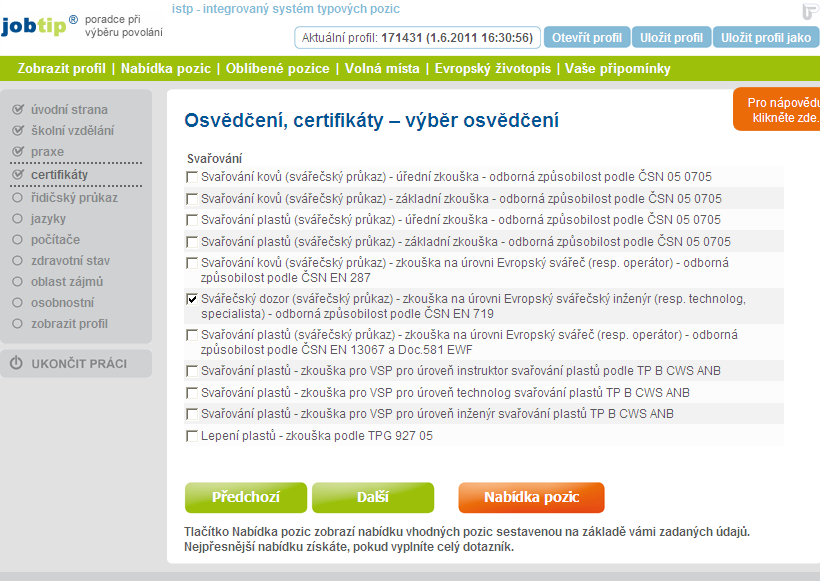 istp - integrovaný systém typových pozic
jobtip® poradce při
výběru povolání
Aktuální profil: 171431 (1.6.2011 16:30:56) Otevřít profil Uložit profil Uložit profil jako
Zobrazit profil | Nabídka pozic | Oblíbené pozice | Volná místa | Evropský životopis | Vaše připomínky
úvodní strana
školní vzdělání
praxe
certifikáty
řidičský průkaz
jazyky
počítače
zdravotní stav
oblast zájmů
osobnostní
zobrazit profil
UKONČIT PRÁCI
Pro nápovědu
klikněte zde.
Osvědčení, certifikáty – výběr osvědčení
Svařování
Svařování kovů (svářečský průkaz) - úřední zkouška - odborná způsobilost podle ČSN 05 0705
Svařování kovů (svářečský průkaz) - základní zkouška - odborná způsobilost podle ČSN 05 0705
Svařování plastů (svářečský průkaz) - úřední zkouška - odborná způsobilost podle ČSN 05 0705
Svařování plastů (svářečský průkaz) - základní zkouška - odborná způsobilost podle ČSN 05 0705
Svařování kovů (svářečský průkaz) - zkouška na úrovni Evropský svářeč (resp. operátor) - odborná
způsobilost podle ČSN EN 287
Svářečský dozor (svářečský průkaz) - zkouška na úrovni Evropský svářečský inženýr (resp. technolog,
specialista) - odborná způsobilost podle ČSN EN 719
Svařování plastů (svářečský průkaz) - zkouška na úrovni Evropský svářeč (resp. operátor) - odborná
způsobilost podle ČSN EN 13067 a Doc.581 EWF
Svařování plastů - zkouška pro VSP pro úroveň instruktor svařování plastů podle TP B CWS ANB
Svařování plastů - zkouška pro VSP pro úroveň technolog svařování plastů TP B CWS ANB
Svařování plastů - zkouška pro VSP pro úroveň inženýr svařování plastů TP B CWS ANB
Lepení plastů - zkouška podle TPG 927 05
Předchozí Další Nabídka pozic
Tlačítko Nabídka pozic zobrazí nabídku vhodných pozic sestavenou na základě vámi zadaných údajů.
Nejpřesnější nabídku získáte, pokud vyplníte celý dotazník.